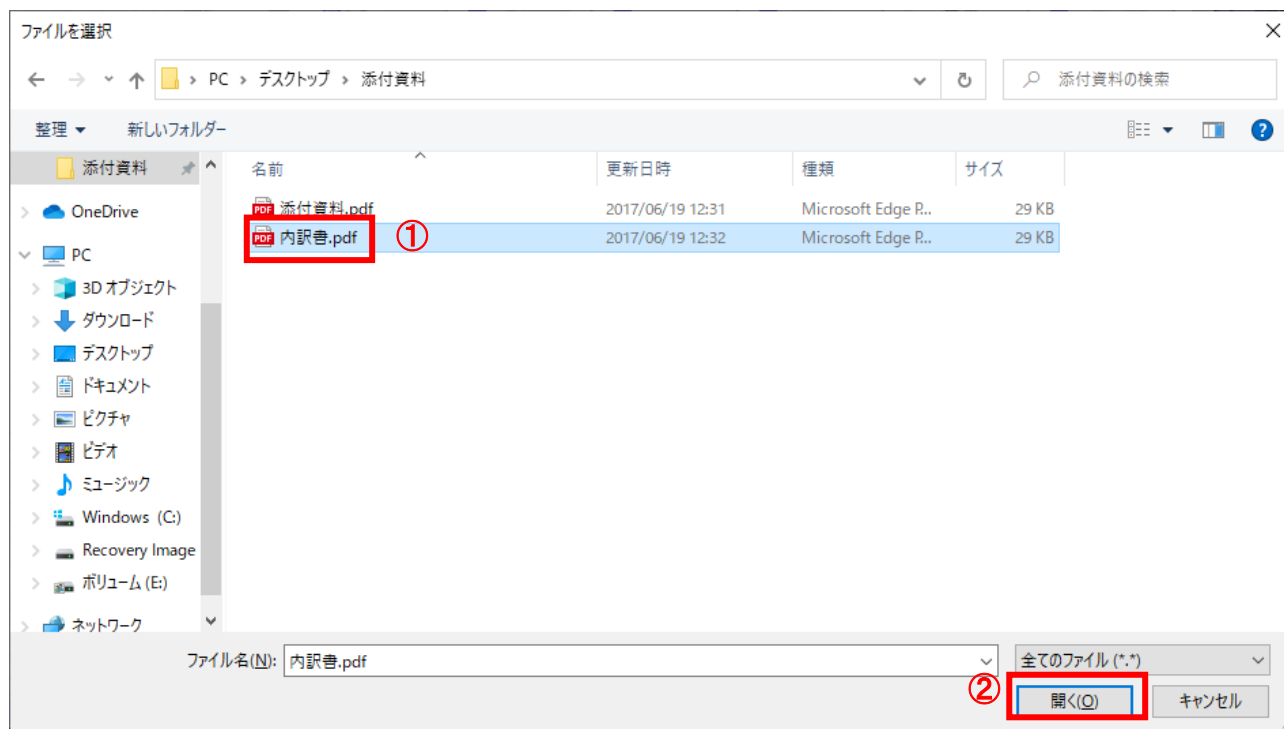 ファイルを選択
PC › デスクトップ › 添付資料
添付資料の検索
整理
新しいフォルダー
添付資料
名前
更新日時
種類
サイズ
添付資料.pdf
2017/06/19 12:31
Microsoft Edge P...
29 KB
内訳書.pdf
①
2017/06/19 12:32
Microsoft Edge P...
29 KB
OneDrive
PC
3D オブジェクト
ダウンロード
デスクトップ
ドキュメント
ピクチャ
ビデオ
ミュージック
Windows (C:)
Recovery Image
ボリューム (E:)
ネットワーク
ファイル名(N):
内訳書.pdf
全てのファイル (*.*)
②
開く(O)
キャンセル